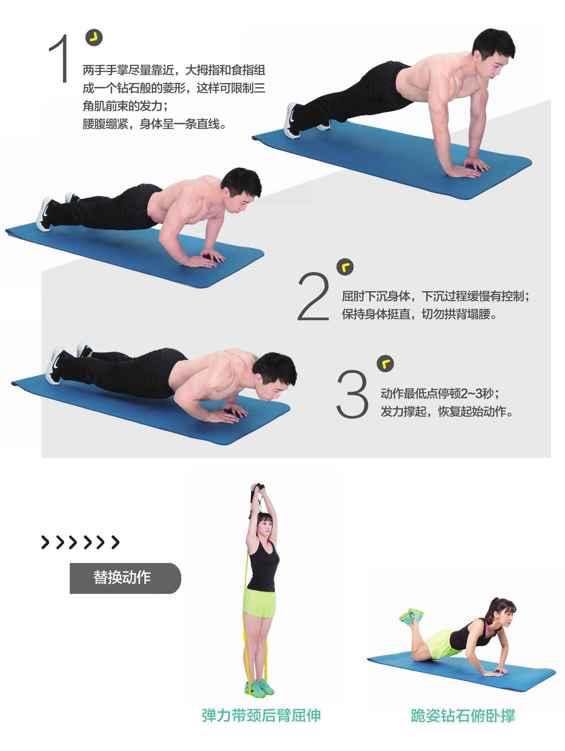 1
两手手掌尽量靠近，大拇指和食指组
成一个钻石般的菱形，这样可限制三
角肌前束的发力；
腰腹绷紧，身体呈一条直线。
2
屈肘下沉身体，下沉过程缓慢有控制；
保持身体挺直，切勿拱背塌腰。
3
动作最低点停顿2~3秒；
发力撑起，恢复起始动作。
替换动作
弹力带颈后臂屈伸
跪姿钻石俯卧撑